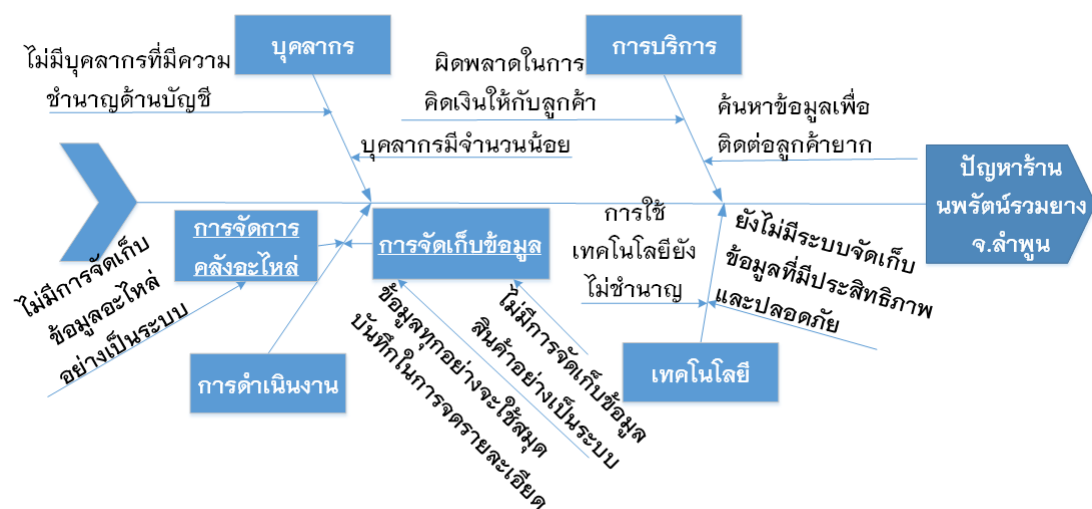 บุคลากร
การบริการ
ไม่มีบุคลากรที่มีความ
ชำนาญด้านบัญชี
ผิดพลาดในการ
คิดเงินให้กับลูกค้า
บุคลากรมีจำนวนน้อย
ค้นหาข้อมูลเพื่อ
ติดต่อลูกค้ายาก
ปัญหาร้าน
นพรัตน์รวมยาง
จ.ลำพูน
การจัดการ
คลังอะไหล่
การจัดเก็บข้อมูล
การใช้
เทคโนโลยียัง
ไม่ชำนาญ
ยังไม่มีระบบจัดเก็บ
ข้อมูลที่มีประสิทธิภาพ
และปลอดภัย
ไม่มีการจัดเก็บ
ข้อมูลอะไหล่
อย่างเป็นระบบ
การดำเนินงาน
ข้อมูลทุกอย่างจะใช้สมุด
บันทึกในการจดรายละเอียด
ไม่มีการจัดเก็บข้อมูล
สินค้าอย่างเป็นระบบ
เทคโนโลยี